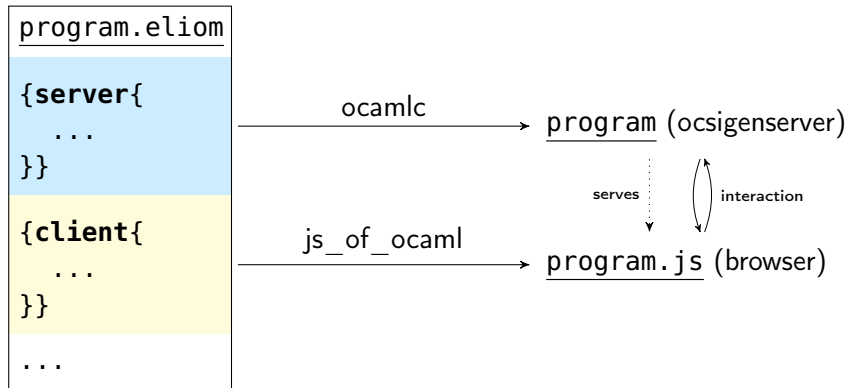 program.eliom
{server{
...
}}
{client{
...
}}
...
ocamlc
program (ocsigenserver)
serves
interaction
js_of_ocaml
program.js (browser)